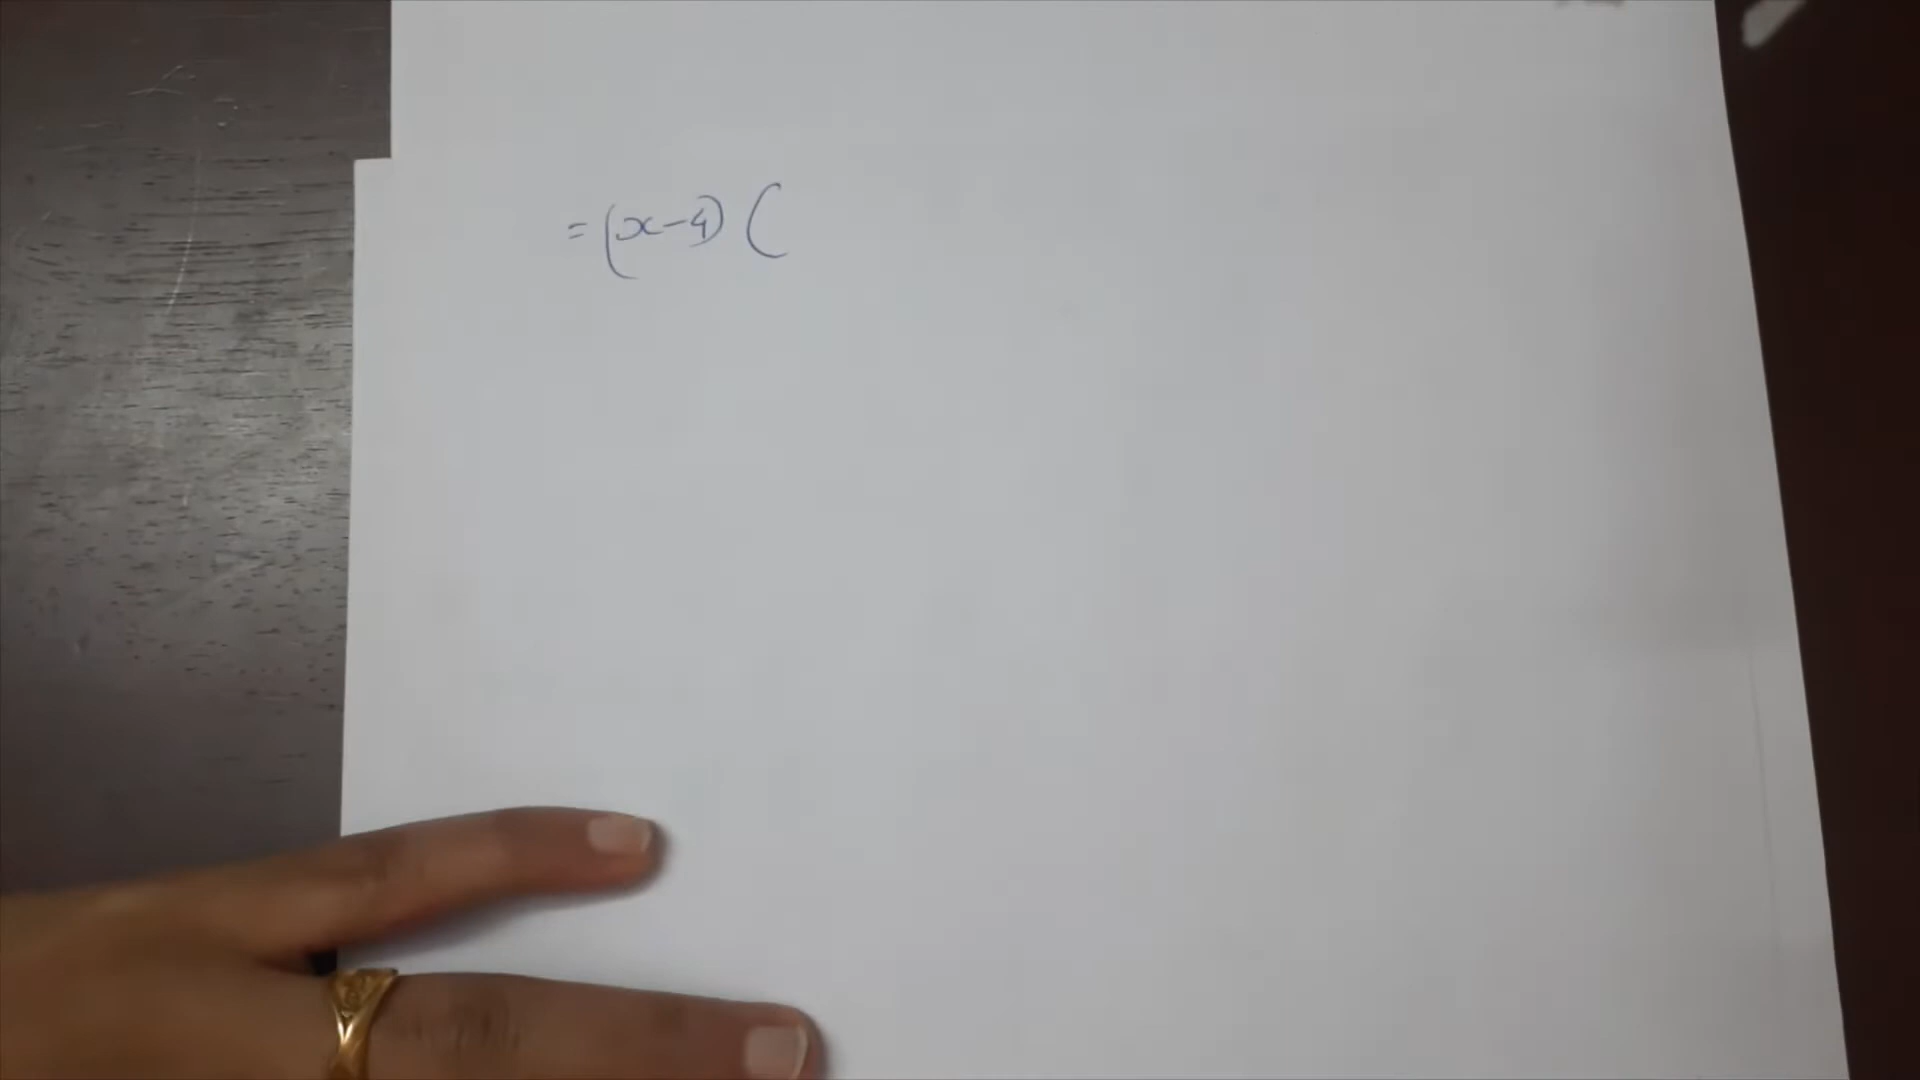 = (x-4) (